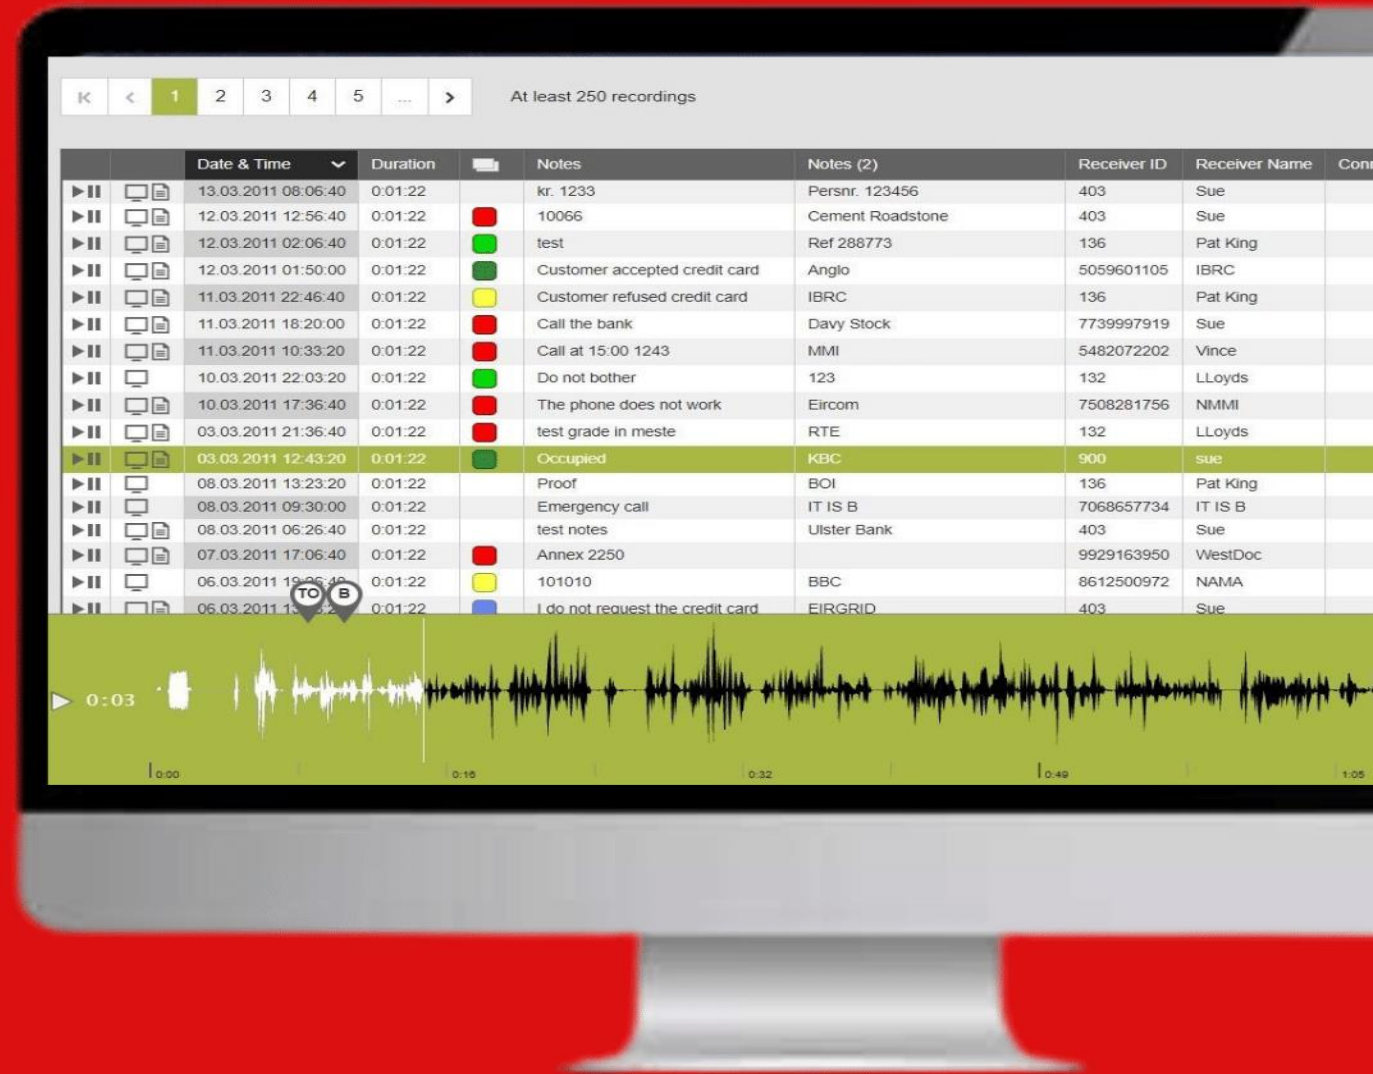 1 2 3 4 5 ... At least 250 recordings
Date & Time Duration Notes Notes (2) Receiver ID Receiver Name
13.03.2011 08:06:40 0:01:22 kr. 1233 Persnr. 123456 403 Sue
12.03.2011 12:56:40 0:01:22 10066 Cement Roadstone 403 Sue
12.03.2011 02:06:40 0:01:22 test Ref 288773 136 Pat King
12.03.2011 01:50:00 0:01:22 Customer accepted credit card Anglo 5059601105 IBRC
11.03.2011 22:46:40 0:01:22 Customer refused credit card IBRC 136 Pat King
11.03.2011 18:20:00 0:01:22 Call the bank Davy Stock 7739997919 Sue
11.03.2011 10:33:20 0:01:22 Call at 15:00 1243 MMI 5482072202 Vince
10.03.2011 22:03:20 0:01:22 Do not bother 123 132 LLoyds
10.03.2011 17:36:40 0:01:22 The phone does not work Eircom 7508281756 NMMI
03.03.2011 21:36:40 0:01:22 test grade in meste RTE 132 LLoyds
03.03.2011 12:43:20 0:01:22 Occupied KBC 900 sue
08.03.2011 13:23:20 0:01:22 Proof BOI 136 Pat King
08.03.2011 09:30:00 0:01:22 Emergency call IT IS B 7068657734 IT IS B
08.03.2011 06:26:40 0:01:22 test notes Ulster Bank 403 Sue
07.03.2011 17:06:40 0:01:22 Annex 2250 9929163950 WestDoc
06.03.2011 0:01:22 101010 BBC 8612500972 NAMA
TO B
06.03.2011 0:01:22 I do not request the credit card EIRGRID 403 Sue
0:03
0:00 0:16 0:32 0:49 1:05